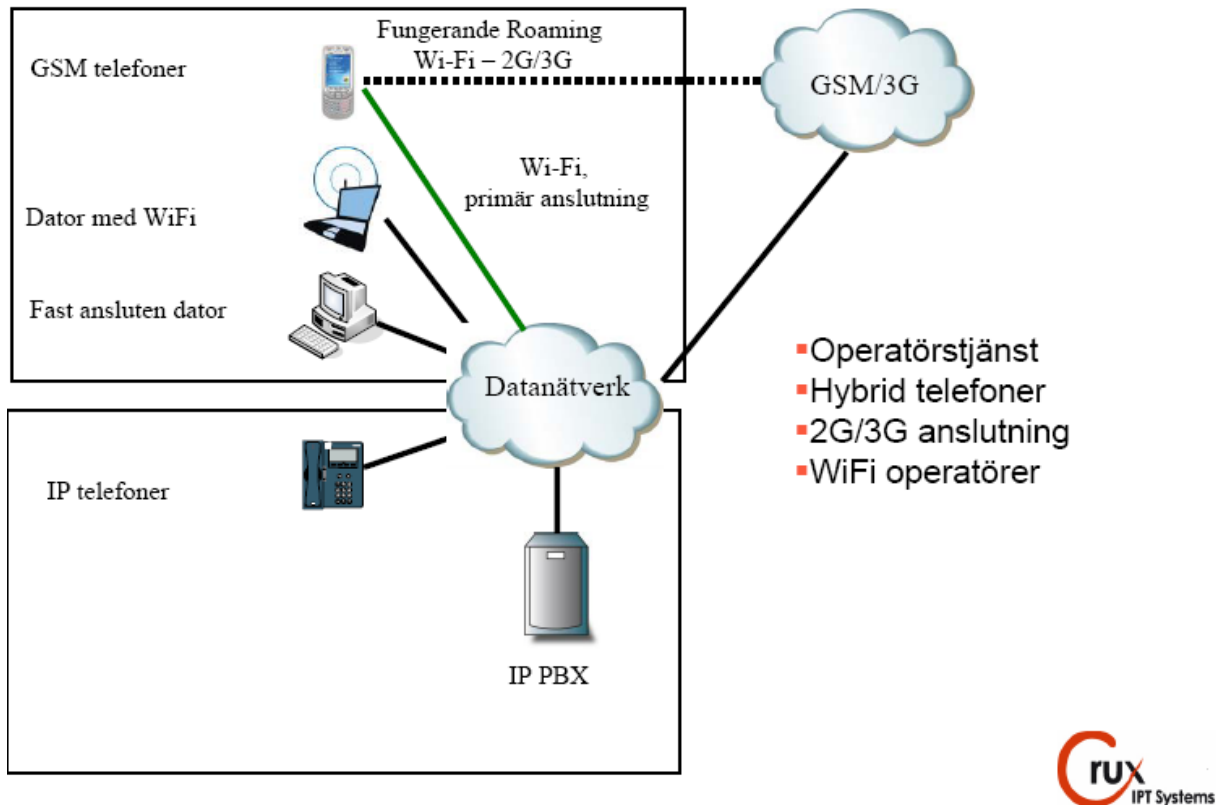 Fungerande Roaming
Wi-Fi – 2G/3G
GSM telefoner
GSM/3G
Wi-Fi,
primär anslutning
Dator med WiFi
Fast ansluten dator
Datanätverk
▪Operatörstjänst
▪Hybrid telefoner
▪2G/3G anslutning
▪WiFi operatörer
IP telefoner
IP PBX
Crux
IPT Systems